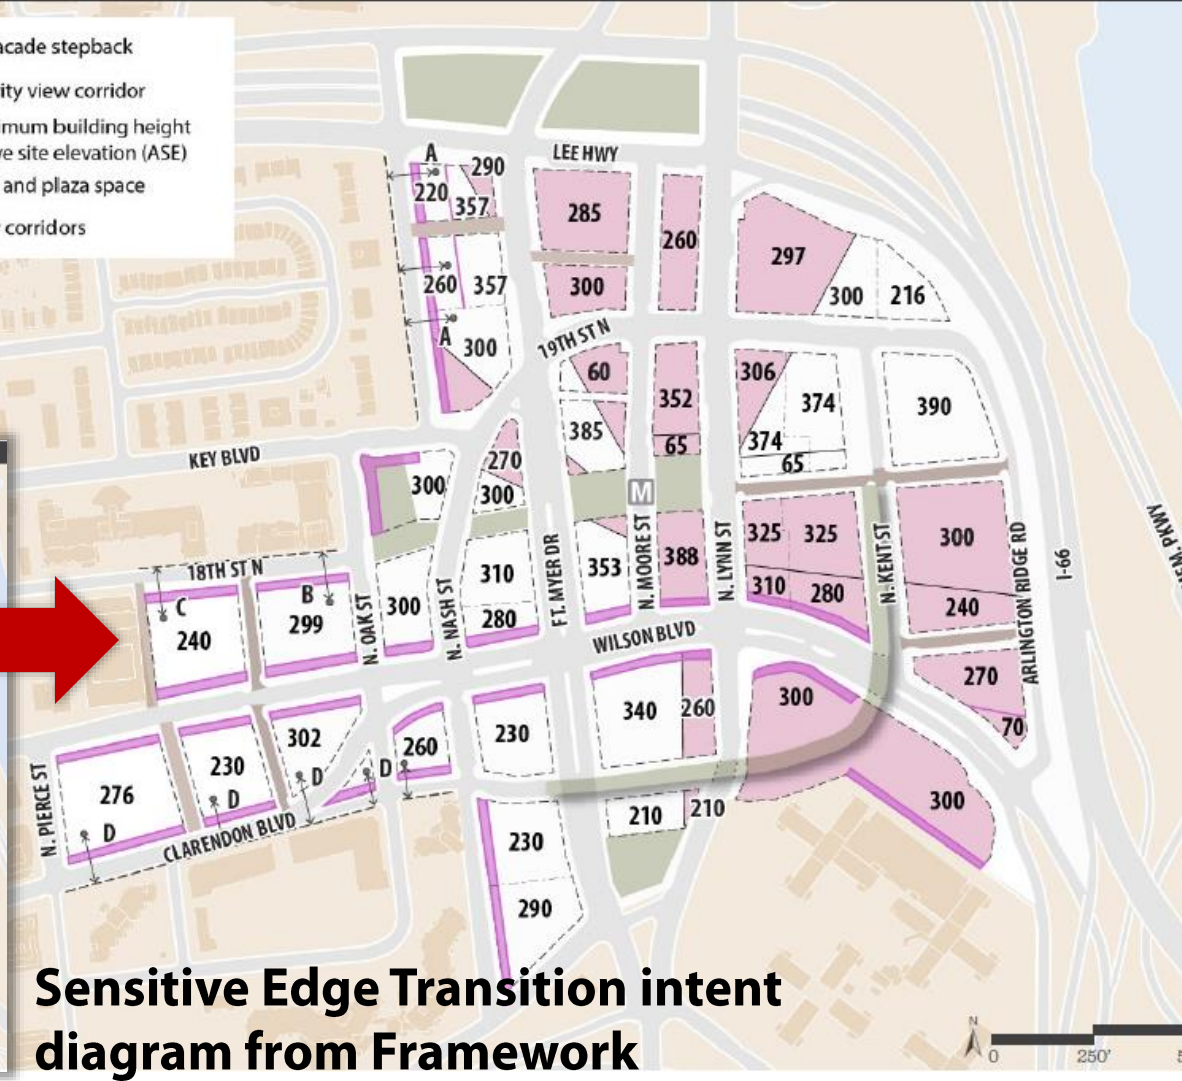 acade stepback
ity view corridor
imum building height
e site elevation (ASE)
and plaza space
corridors
A
290
LEE HWY
220
357
285
260
297
260
357
300
300
216
A
300
19TH ST N
60
306
352
374
390
385
374
65
65
KEY BLVD
270
300
300
M
325
325
300
N. MOORE ST
N. LYNN ST
N. KENT ST
ARLINGTON RIDGE RD
I-66
PKWY
18TH ST N
C
B
240
299
N. OAK ST
300
N. NASH ST
310
280
FT. MYER DR
353
388
310
280
240
WILSON BLVD
270
70
340
260
300
302
260
230
D
D
276
230
D
D
N. PIERCE ST
CLARENDON BLVD
210
210
300
230
290
Sensitive Edge Transition intent
diagram from Framework
N
0
250'